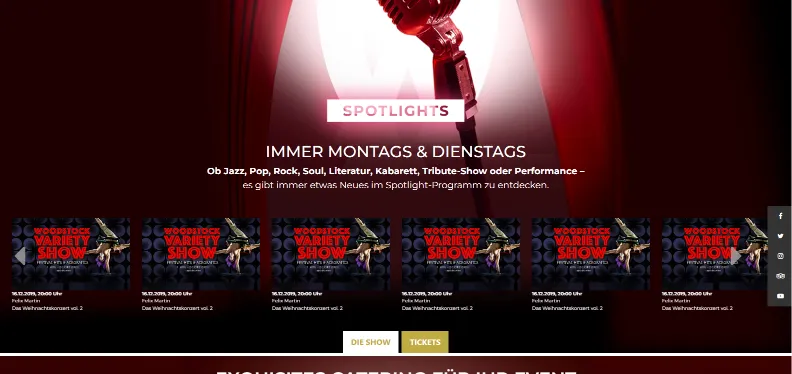 SPOTLIGHTS
IMMER MONTAGS & DIENSTAGS
Ob Jazz, Pop, Rock, Soul, Literatur, Kabarett, Tribute-Show oder Performance –
es gibt immer etwas Neues im Spotlight-Programm zu entdecken.
WOODSTOCK
VARIETY
SHOW
16.12.2019, 20:00 Uhr
Felix Martin
Das Weihnachtskonzert vol. 2
WOODSTOCK
VARIETY
SHOW
16.12.2019, 20:00 Uhr
Felix Martin
Das Weihnachtskonzert vol. 2
WOODSTOCK
VARIETY
SHOW
16.12.2019, 20:00 Uhr
Felix Martin
Das Weihnachtskonzert vol. 2
WOODSTOCK
VARIETY
SHOW
16.12.2019, 20:00 Uhr
Felix Martin
Das Weihnachtskonzert vol. 2
WOODSTOCK
VARIETY
SHOW
16.12.2019, 20:00 Uhr
Felix Martin
Das Weihnachtskonzert vol. 2
WOODSTOCK
VARIETY
SHOW
16.12.2019, 20:00 Uhr
Felix Martin
Das Weihnachtskonzert vol. 2
DIE SHOW
TICKETS
EXQUISITES CATERING FÜR IHR EVENT